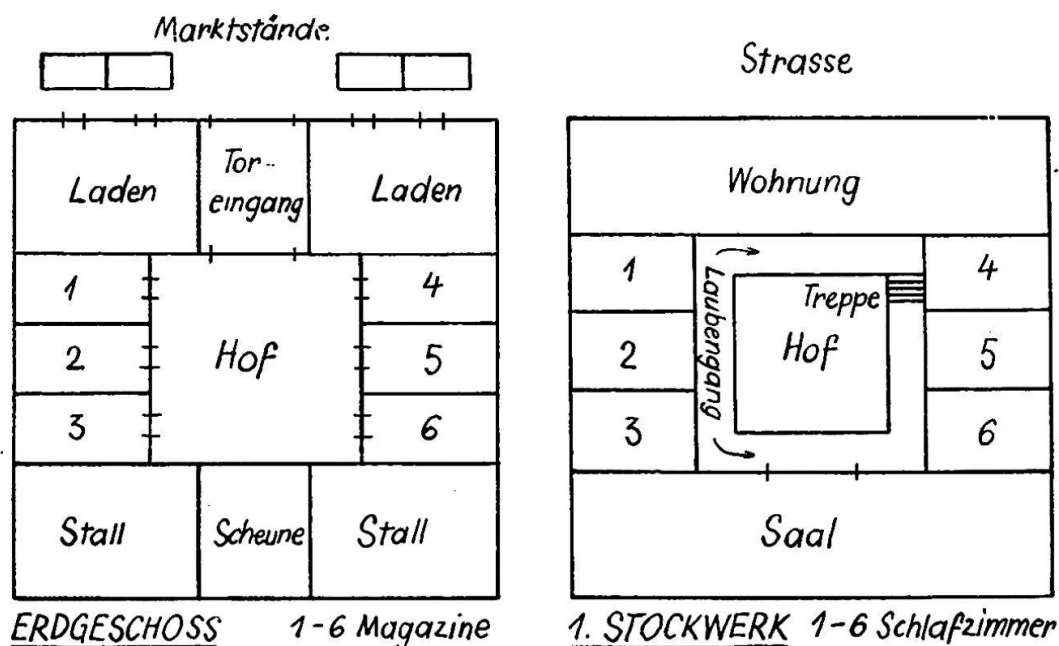 Marktstände.
Laden
Tor-
eingang
Laden
1
4
2
Hof
5
3
6
Stall
Scheune
Stall
ERDGESCHOSS 1-6 Magazine
Strasse
Wohnung
1
Laubengang
Treppe
4
2
Hof
5
3
6
Saal
1. STOCKWERK 1-6 Schlafzimmer